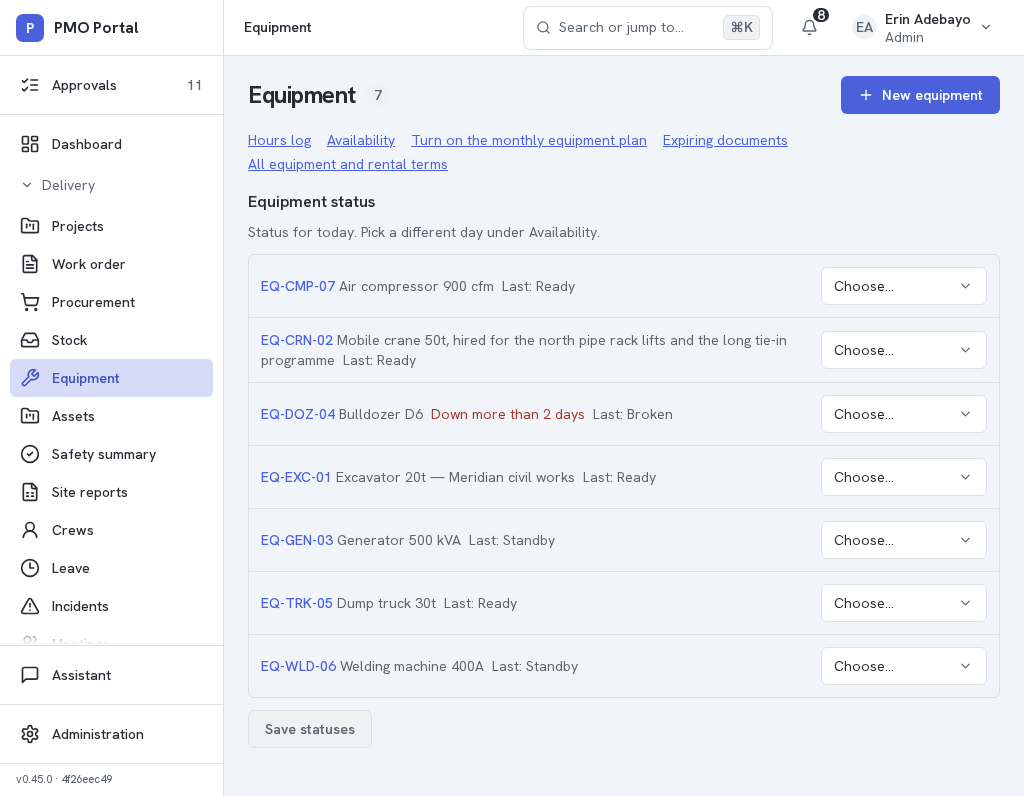 P PMO Portal
Equipment
Search or jump to...
⌘K
8
EA
Erin Adebayo
Admin
Approvals 11
Dashboard
Delivery
Projects
Work order
Procurement
Stock
Equipment
Assets
Safety summary
Site reports
Crews
Leave
Incidents
Meetings
Assistant
Administration
v0.45.0 · 4f26eec49
Equipment 7
New equipment
Hours log Availability Turn on the monthly equipment plan Expiring documents
All equipment and rental terms
Equipment status
Status for today. Pick a different day under Availability.
EQ-CMP-07 Air compressor 900 cfm Last: Ready Choose...
EQ-CRN-02 Mobile crane 50t, hired for the north pipe rack lifts and the long tie-in
programme Last: Ready
Choose...
EQ-DOZ-04 Bulldozer D6 Down more than 2 days Last: Broken Choose...
EQ-EXC-01 Excavator 20t — Meridian civil works Last: Ready Choose...
EQ-GEN-03 Generator 500 kVA Last: Standby Choose...
EQ-TRK-05 Dump truck 30t Last: Ready Choose...
EQ-WLD-06 Welding machine 400A Last: Standby Choose...
Save statuses